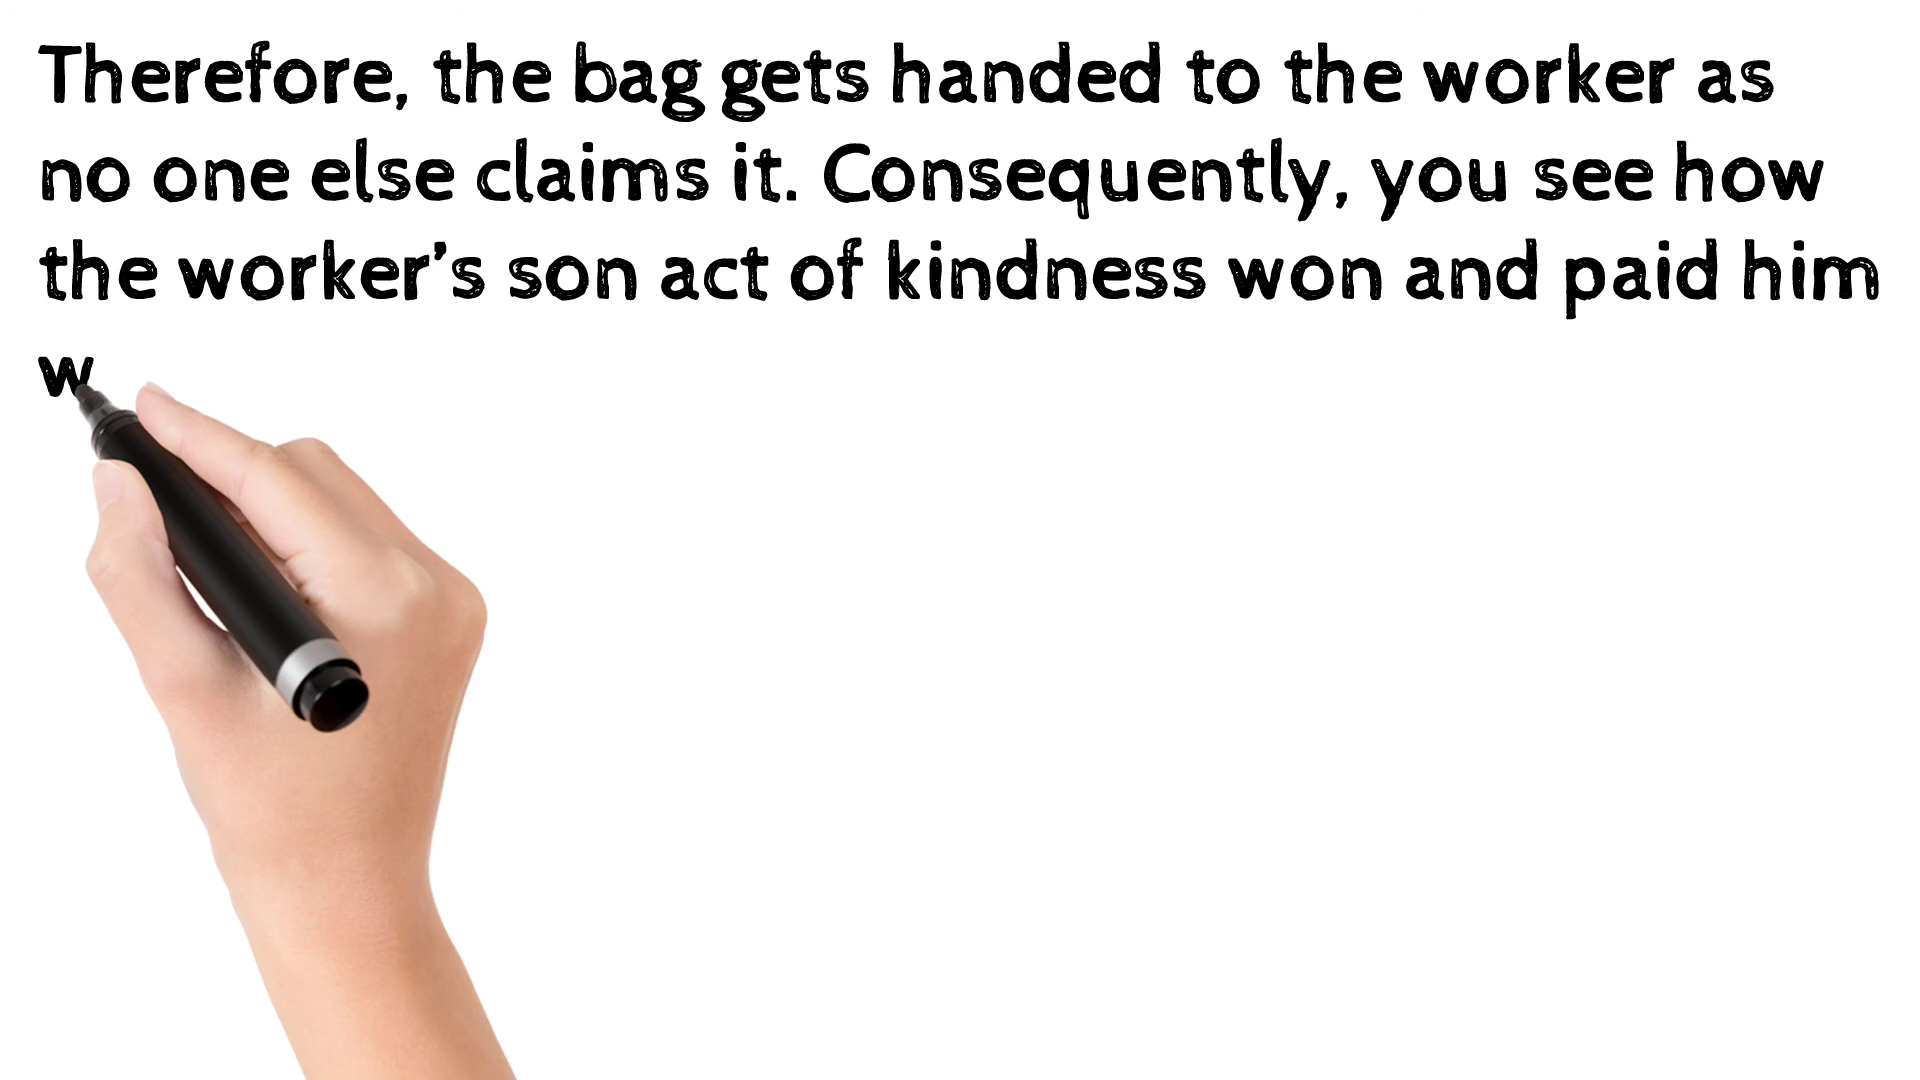 Therefore, the bag gets handed to the worker as
no one else claims it. Consequently, you see how
the worker’s son act of kindness won and paid him
w